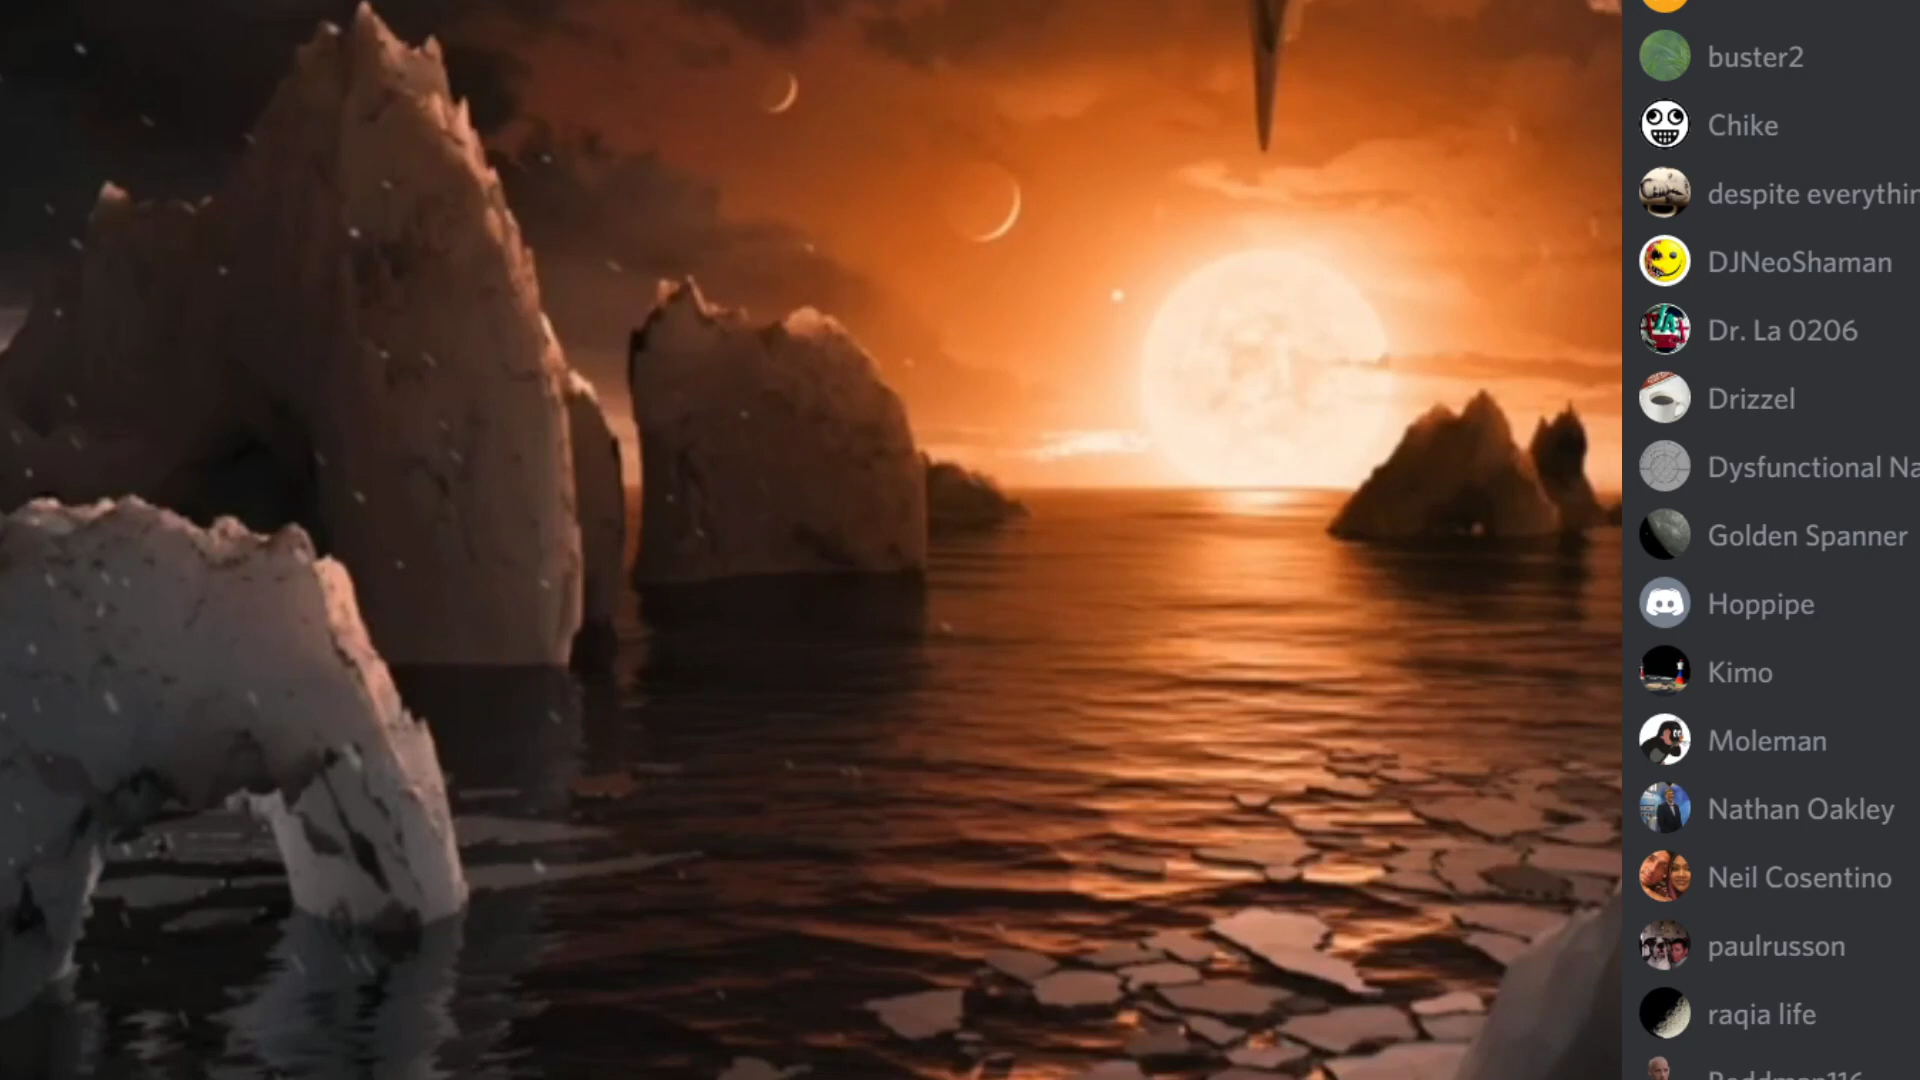 buster2
Chike
despite everythin
DJNeoShaman
Dr. La 0206
Drizzel
Dysfunctional Na
Golden Spanner
Hoppipe
Kimo
Moleman
Nathan Oakley
Neil Cosentino
paulrusson
raqia life